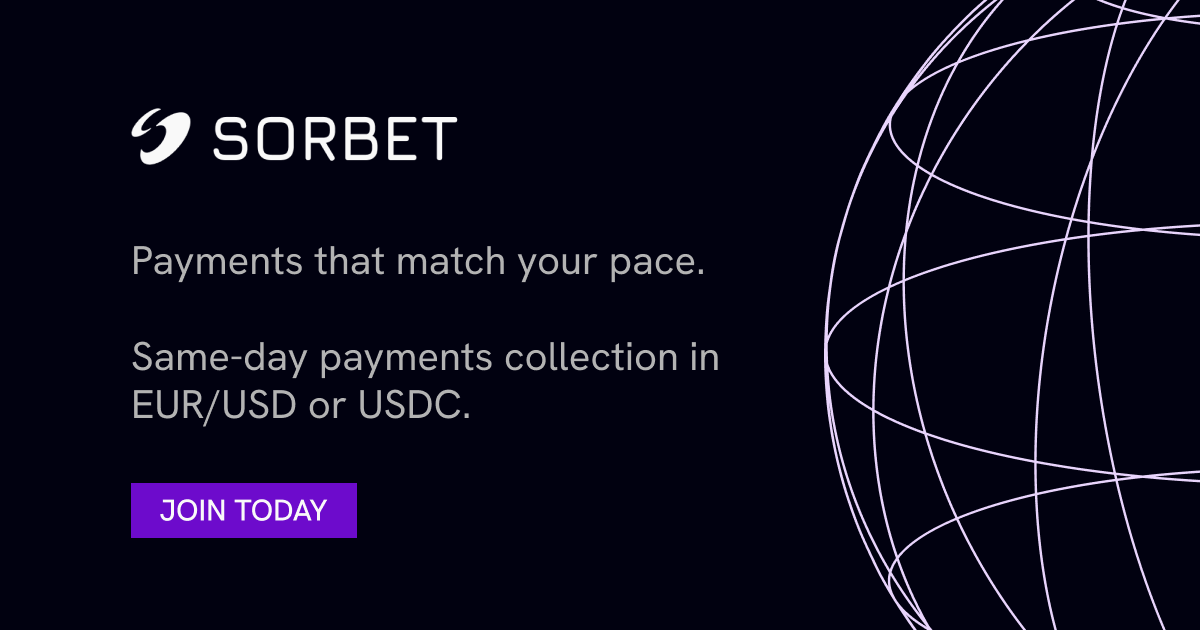 SORBET
Payments that match your pace.
Same-day payments collection in
EUR/USD or USDC.
JOIN TODAY